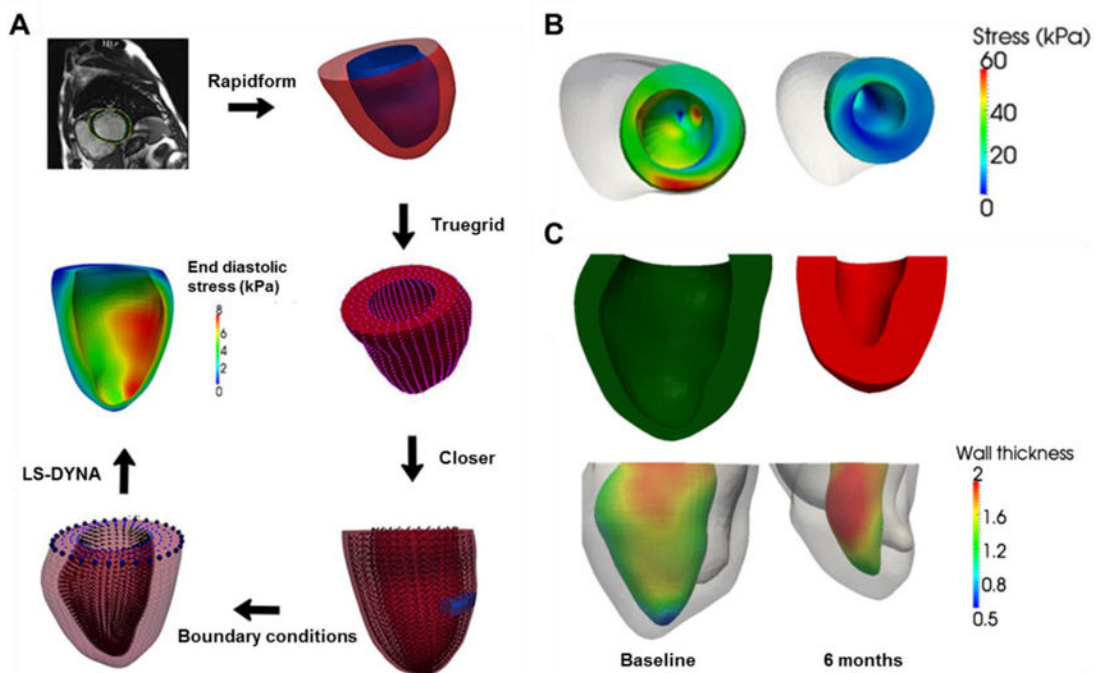 A
Rapidform
Truegrid
End diastolic
stress (kPa)
8
6
4
2
0
Closer
LS-DYNA
Boundary conditions
B
Stress (kPa)
60
40
20
0
C
Wall thickness
2
1.6
1.2
0.8
0.5
Baseline
6 months